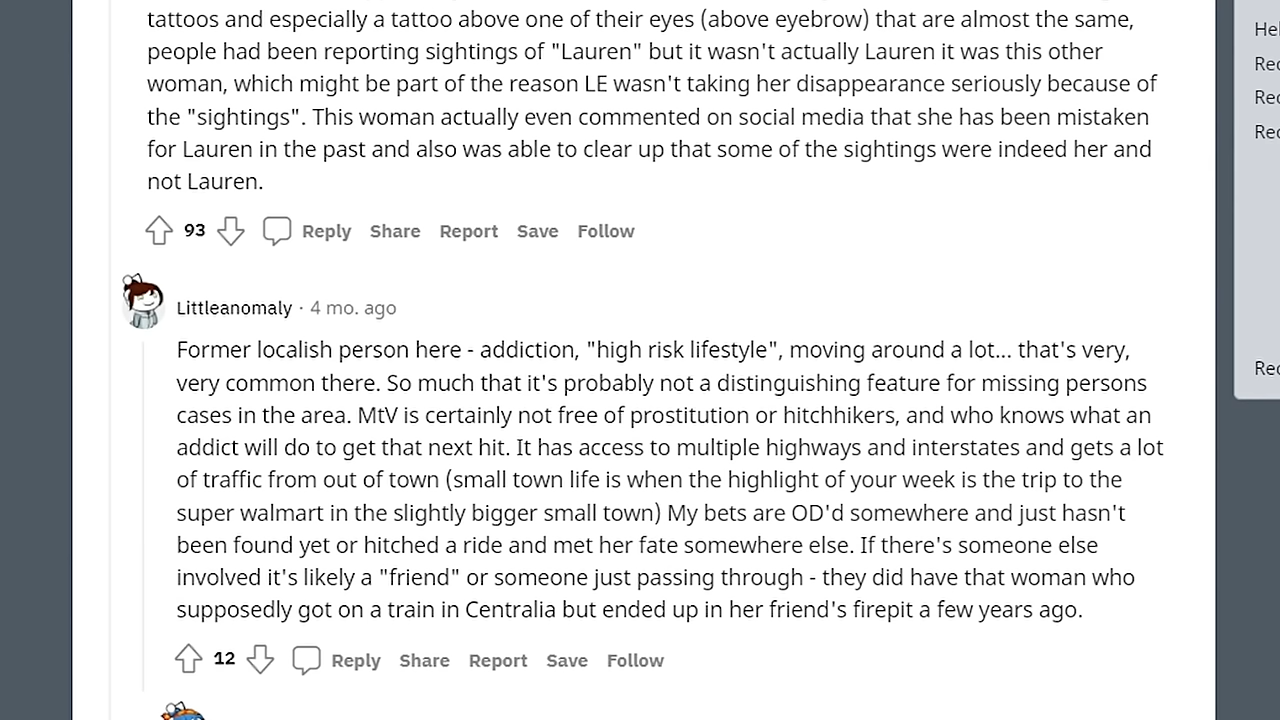 tattoos and especially a tattoo above one of their eyes (above eyebrow) that are almost the same,
people had been reporting sightings of "Lauren" but it wasn't actually Lauren it was this other
woman, which might be part of the reason LE wasn't taking her disappearance seriously because of
the "sightings". This woman actually even commented on social media that she has been mistaken
for Lauren in the past and also was able to clear up that some of the sightings were indeed her and
not Lauren.
93 Reply Share Report Save Follow
Littleanomaly · 4 mo. ago
Former localish person here - addiction, "high risk lifestyle", moving around a lot... that's very,
very common there. So much that it's probably not a distinguishing feature for missing persons
cases in the area. MtV is certainly not free of prostitution or hitchhikers, and who knows what an
addict will do to get that next hit. It has access to multiple highways and interstates and gets a lot
of traffic from out of town (small town life is when the highlight of your week is the trip to the
super walmart in the slightly bigger small town) My bets are OD'd somewhere and just hasn't
been found yet or hitched a ride and met her fate somewhere else. If there's someone else
involved it's likely a "friend" or someone just passing through - they did have that woman who
supposedly got on a train in Centralia but ended up in her friend's firepit a few years ago.
12 Reply Share Report Save Follow
Hel
Rec
Rec
Rec
Rec